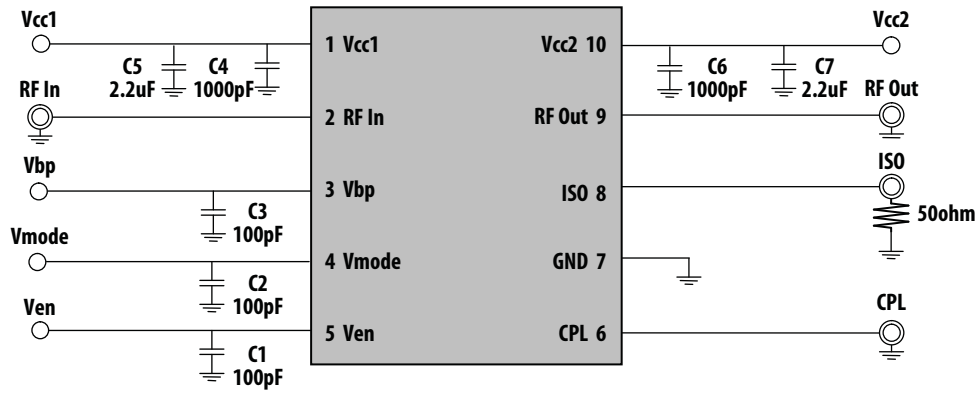 Vcc1
Vcc2
1 Vcc1
Vcc2 10
C5
2.2uF
C4
1000pF
C6
1000pF
C7
2.2uF
RF In
RF Out
2 RF In
RF Out 9
Vbp
ISO
3 Vbp
ISO 8
C3
100pF
50ohm
Vmode
4 Vmode
GND 7
C2
100pF
Ven
CPL
5 Ven
CPL 6
C1
100pF